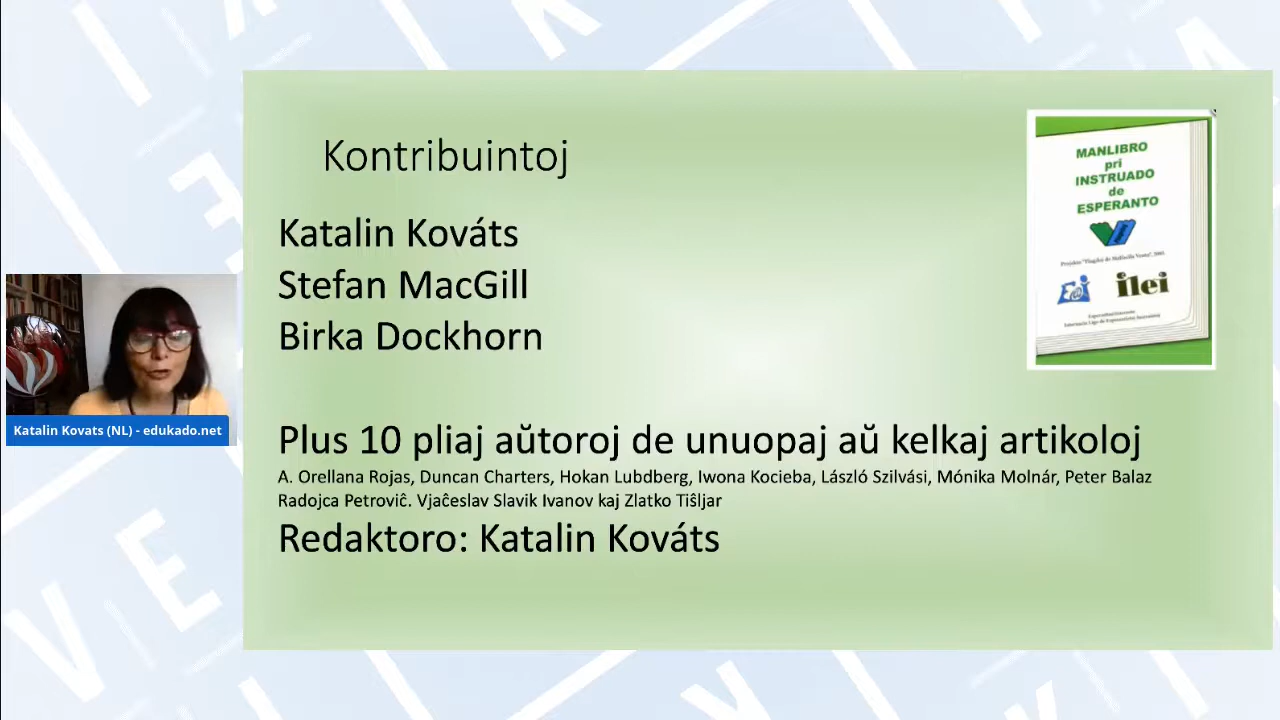 Kontribuintoj
Katalin Kováts
Stefan MacGill
Birka Dockhorn
Plus 10 pliaj aŭtoroj de unuopaj aŭ kelkaj artikoloj
A. Orellana Rojas, Duncan Charters, Hokan Lubdberg, Iwona Kocieba, László Szilvási, Mónika Molnár, Peter Balaz
Radojca Petroviĉ. Vjaĉeslav Slavik Ivanov kaj Zlatko Tiŝljar
Redaktoro: Katalin Kováts
MANLIBRO
pri
INSTRUADO
de
ESPERANTO
ilei
Katalin Kovats (NL) - edukado.net